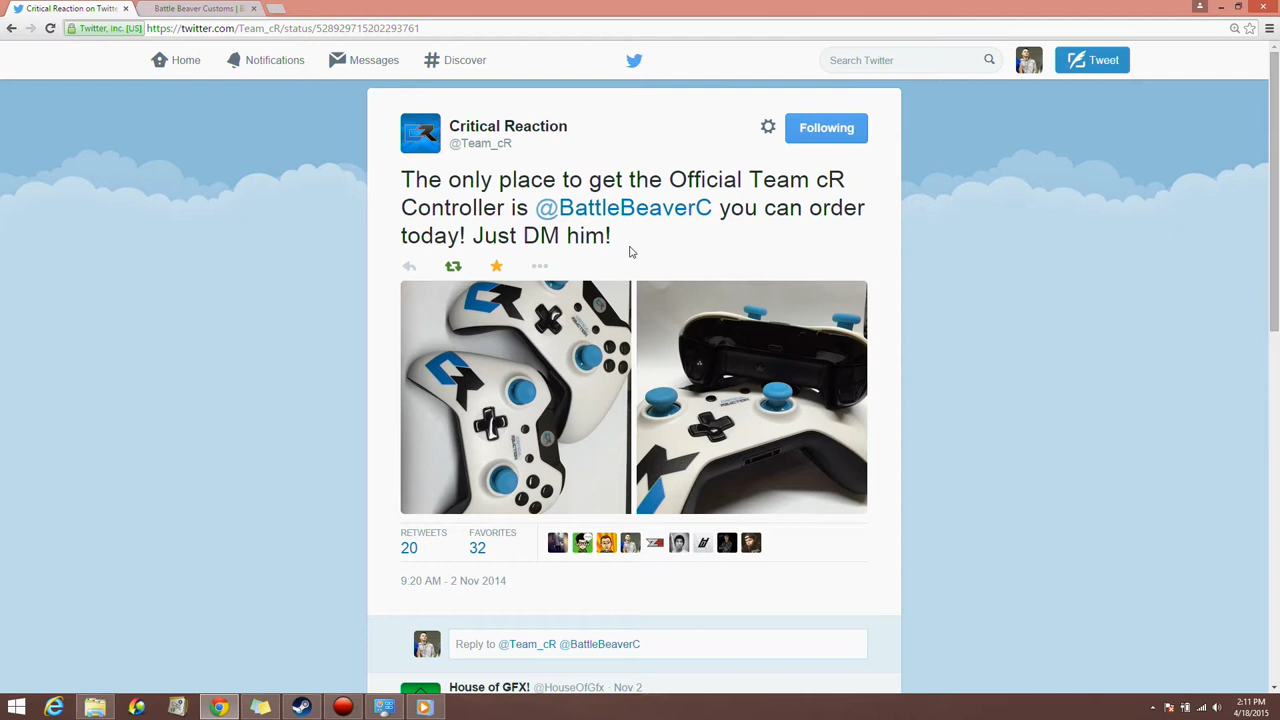 Critical Reaction on Twitte
Battle Beaver Customs | B
Twitter, Inc. [US]
https://twitter.com/Team_cR/status/528929715202293761
Home
Notifications
Messages
Discover
Search Twitter
Tweet
Critical Reaction
@Team_cR
Following
The only place to get the Official Team cR
Controller is @BattleBeaverC you can order
today! Just DM him!
CR
CR
RETWEETS
20
FAVORITES
32
9:20 AM - 2 Nov 2014
Reply to @Team_cR @BattleBeaverC
House of GFX! @HouseOfGfx · Nov 2
2:11 PM
4/18/2015